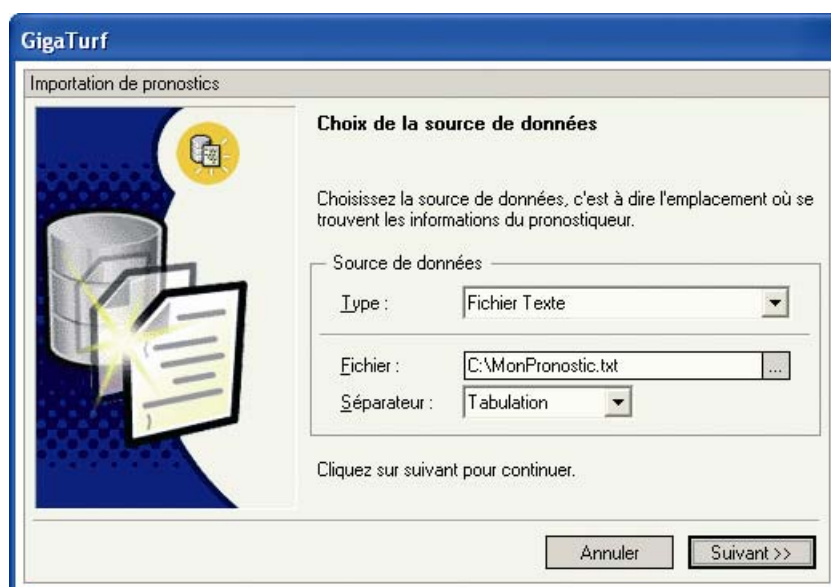 GigaTurf
Importation de pronostics
Choix de la source de données
Choisissez la source de données, c'est à dire l'emplacement où se
trouvent les informations du pronostiqueur.
Source de données
Type : Fichier Texte
Fichier : C:\MonPronostic.txt ...
Séparateur : Tabulation
Cliquez sur suivant pour continuer.
Annuler Suivant >>